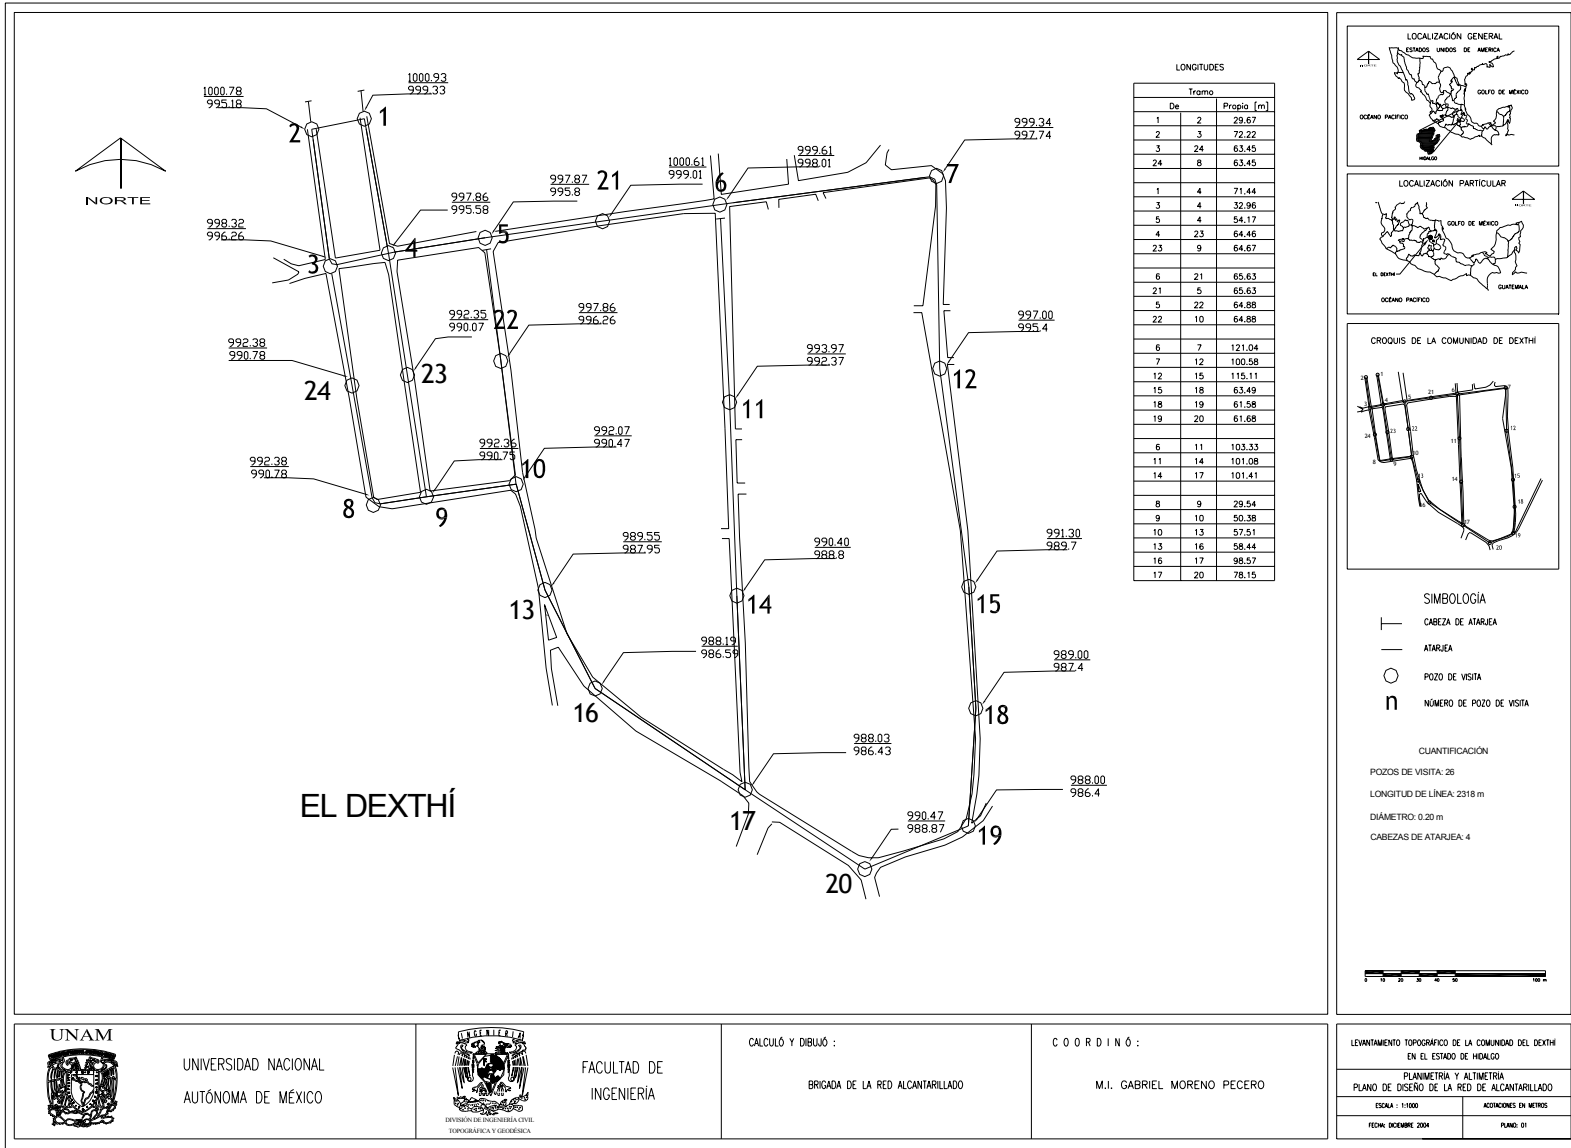 NORTE
1000.78
995.18
2
1000.93
999.33
1
998.32
996.26
3
997.86
995.58
4
997.87
995.8
5
21
1000.61
999.01
6
999.61
998.01
7
999.34
997.74
992.38
990.78
24
992.35
990.07
23
22
997.86
996.26
993.97
992.37
11
997.00
995.4
12
992.38
990.78
8
992.36
990.75
9
992.07
990.47
10
989.55
987.95
13
990.40
988.8
14
991.30
989.7
15
988.19
986.59
16
989.00
987.4
18
988.03
986.43
17
988.00
986.4
19
990.47
988.87
20
EL DEXTHÍ
LONGITUDES
Tramo
De Propio [m]
1 2 29.67
2 3 72.22
3 24 63.45
24 8 63.45
1 4 71.44
3 4 32.96
5 4 54.17
4 23 64.46
23 9 64.67
6 21 65.63
21 5 65.63
5 22 64.88
22 10 64.88
6 7 121.04
7 12 100.58
12 15 115.11
15 18 63.49
18 19 61.58
19 20 61.68
6 11 103.33
11 14 101.08
14 17 101.41
8 9 29.54
9 10 50.38
10 13 57.51
13 16 58.44
16 17 98.57
17 20 78.15
LOCALIZACIÓN GENERAL
ESTADOS UNIDOS DE AMERICA
NORTE
GOLFO DE MÉXICO
OCÉANO PACÍFICO
HIDALGO
LOCALIZACIÓN PARTICULAR
NORTE
GOLFO DE MÉXICO
EL DEXTHÍ
GUATEMALA
OCÉANO PACÍFICO
CROQUIS DE LA COMUNIDAD DE DEXTHÍ
SIMBOLOGÍA
CABEZA DE ATARJEA
ATARJEA
POZO DE VISITA
n NÚMERO DE POZO DE VISITA
CUANTIFICACIÓN
POZOS DE VISITA: 26
LONGITUD DE LÍNEA: 2318 m
DIÁMETRO: 0.20 m
CABEZAS DE ATARJEA: 4
0 10 20 30 40 50 100 m
UNAM
UNIVERSIDAD NACIONAL
AUTÓNOMA DE MÉXICO
INGENIERIA
DIVISIÓN DE INGENIERÍA CIVIL
TOPOGRÁFICA Y GEODÉSICA
FACULTAD DE
INGENIERÍA
CALCULÓ Y DIBUJÓ :
BRIGADA DE LA RED ALCANTARILLADO
COORDINÓ :
M.I. GABRIEL MORENO PECERO
LEVANTAMIENTO TOPOGRÁFICO DE LA COMUNIDAD DEL DEXTHÍ
EN EL ESTADO DE HIDALGO
PLANIMETRÍA Y ALTIMETRÍA
PLANO DE DISEÑO DE LA RED DE ALCANTARILLADO
ESCALA : 1:1000 ACOTACIONES EN METROS
FECHA: DICIEMBRE 2004 PLANO: 01